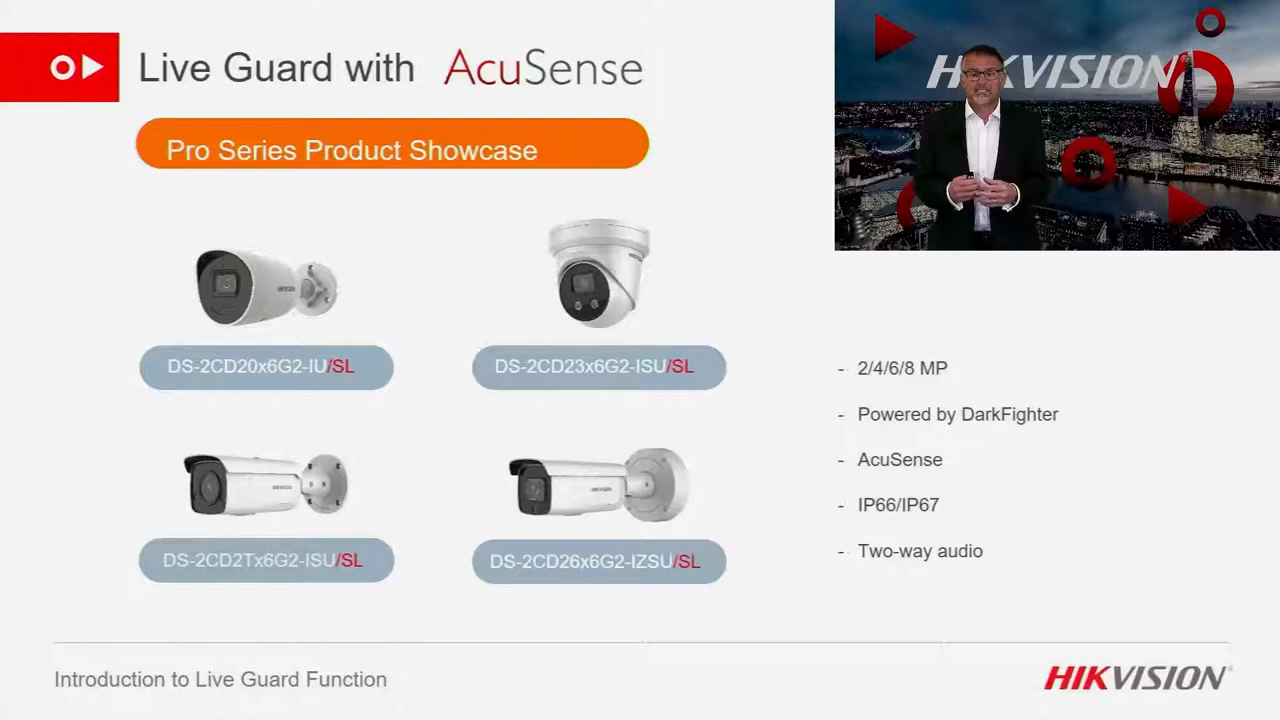 Live Guard with AcuSense
Pro Series Product Showcase
HIKVISION
DS-2CD20x6G2-IU/SL
DS-2CD23x6G2-ISU/SL
DS-2CD2Tx6G2-ISU/SL
DS-2CD26x6G2-IZSU/SL
- 2/4/6/8 MP
- Powered by DarkFighter
- AcuSense
- IP66/IP67
- Two-way audio
Introduction to Live Guard Function
HIKVISION